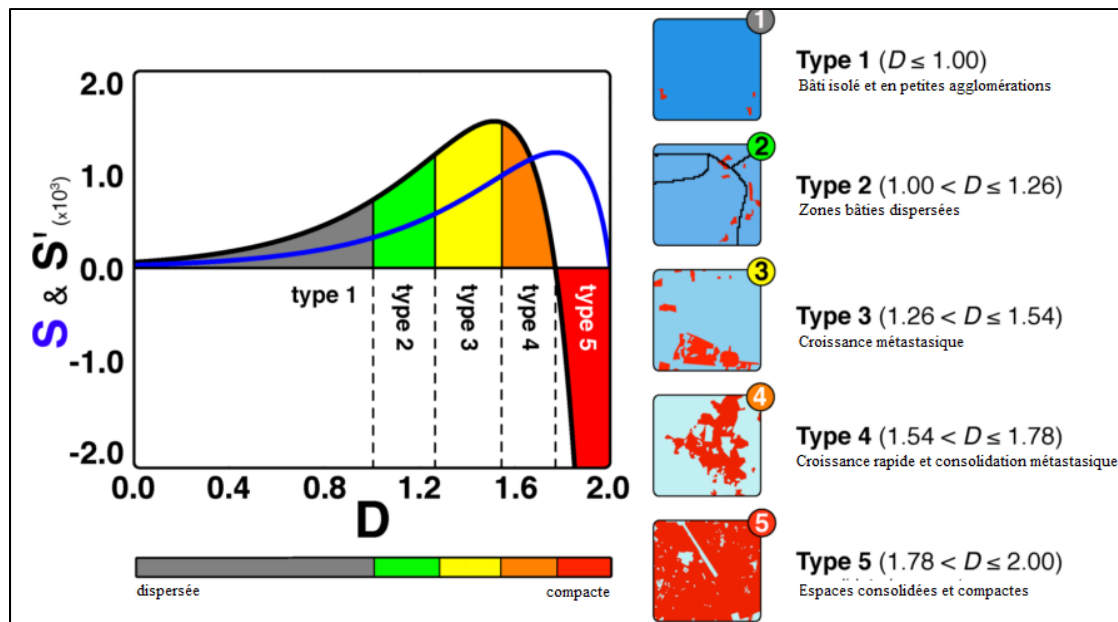 2.0
1.0
0.0
-1.0
-2.0
S & S' (x10³)
type 1
type 2
type 3
type 4
type 5
0.0 0.4 0.8 1.2 1.6 2.0
D
dispersée compacte
1
Type 1 (D ≤ 1.00)
Bâti isolé et en petites agglomérations
2
Type 2 (1.00 < D ≤ 1.26)
Zones bâties dispersées
3
Type 3 (1.26 < D ≤ 1.54)
Croissance métastasique
4
Type 4 (1.54 < D ≤ 1.78)
Croissance rapide et consolidation métastasique
5
Type 5 (1.78 < D ≤ 2.00)
Espaces consolidées et compactes